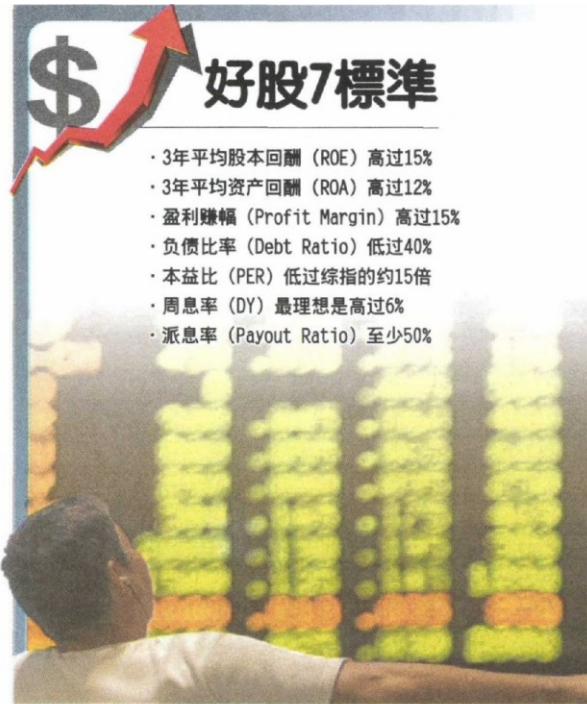 $
好股7標準
·3年平均股本回酬（ROE）高过15%
·3年平均资产回酬（ROA）高过12%
·盈利赚幅（Profit Margin）高过15%
·负债比率（Debt Ratio）低过40%
·本益比（PER）低过综指的约15倍
·周息率（DY）最理想是高过6%
·派息率（Payout Ratio）至少50%